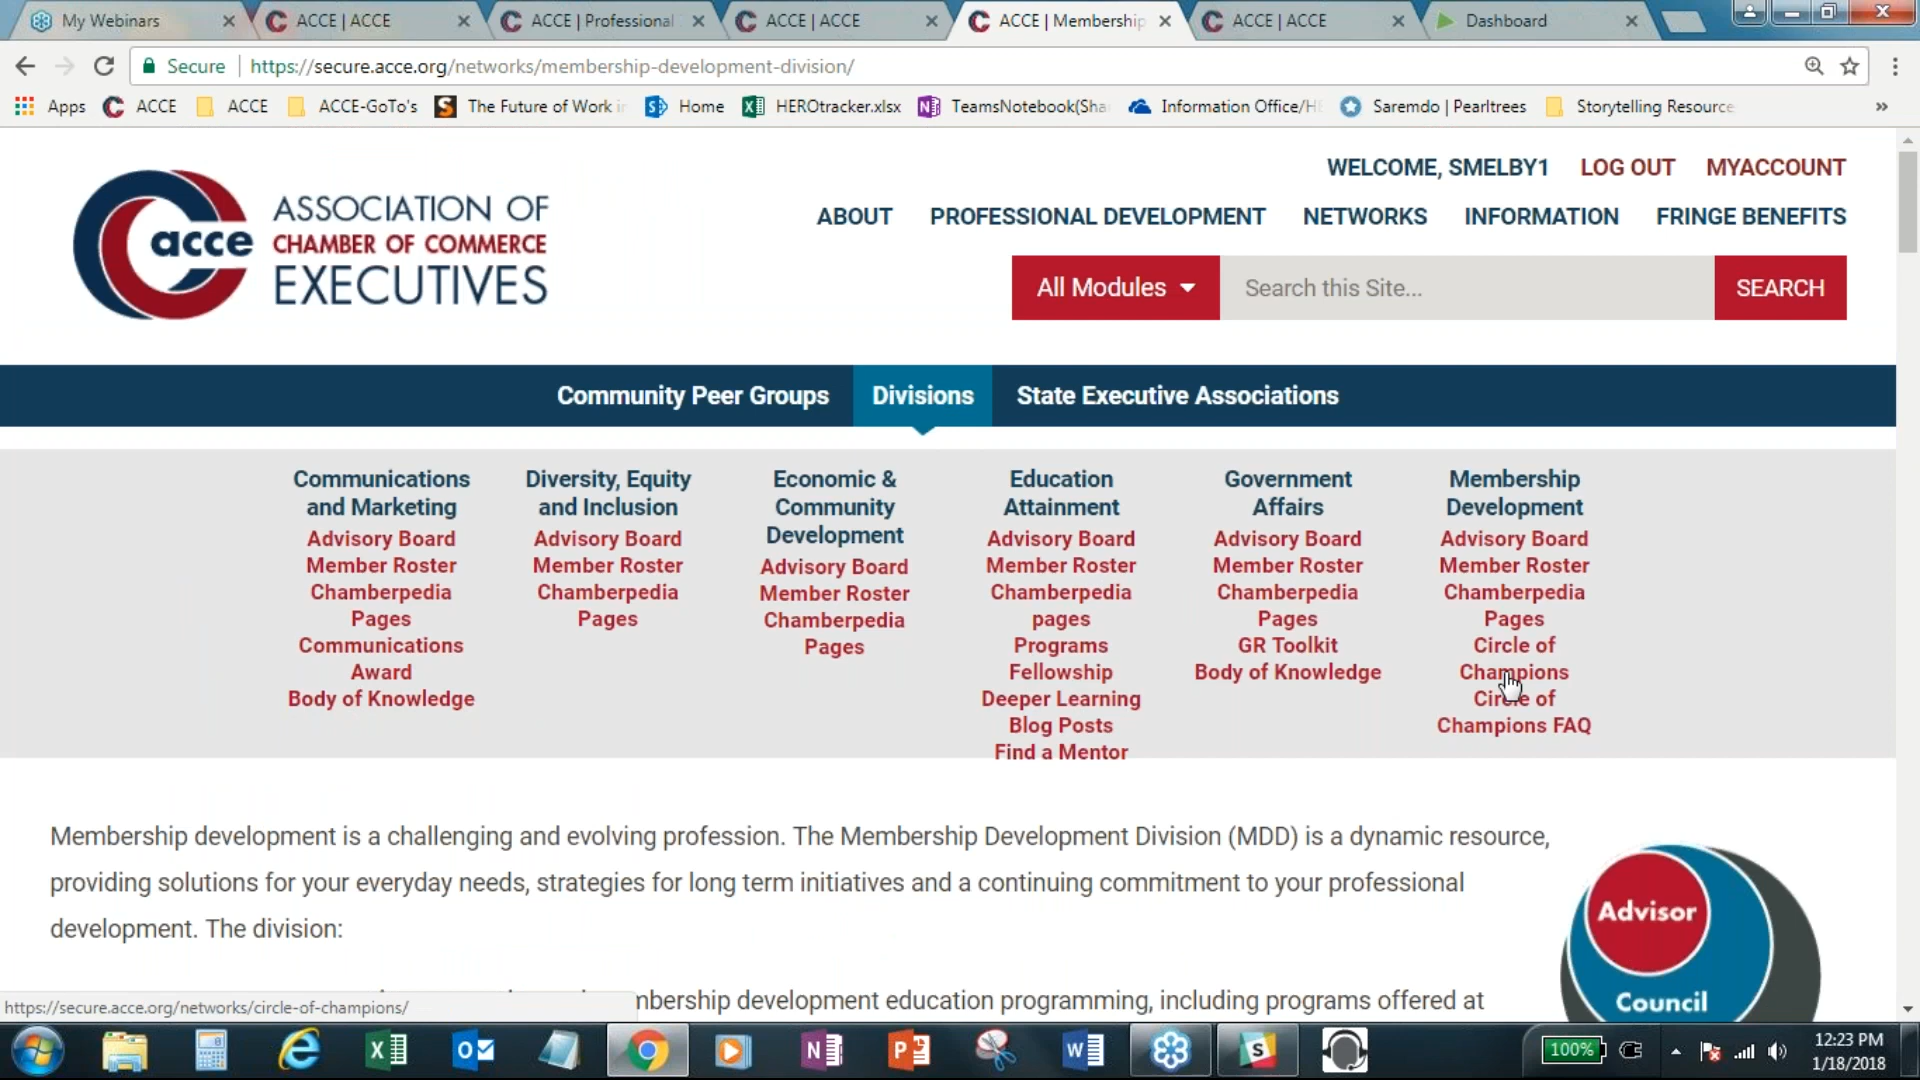 My Webinars
ACCE | ACCE
ACCE | Professional
ACCE | ACCE
ACCE | Membership
ACCE | ACCE
Dashboard
Secure
https://secure.acce.org/networks/membership-development-division/
Apps
ACCE
ACCE
ACCE-GoTo's
The Future of Work
Home
HEROtracker.xlsx
TeamsNotebook(Sha
Information Office/H
Saremdo | Pearltrees
Storytelling Resource
»
WELCOME, SMELBY1
LOG OUT
MYACCOUNT
acce
ASSOCIATION OF
CHAMBER OF COMMERCE
EXECUTIVES
ABOUT
PROFESSIONAL DEVELOPMENT
NETWORKS
INFORMATION
FRINGE BENEFITS
All Modules
Search this Site...
SEARCH
Community Peer Groups
Divisions
State Executive Associations
Communications
and Marketing
Advisory Board
Member Roster
Chamberpedia
Pages
Communications
Award
Body of Knowledge
Diversity, Equity
and Inclusion
Advisory Board
Member Roster
Chamberpedia
Pages
Economic &
Community
Development
Advisory Board
Member Roster
Chamberpedia
Pages
Education
Attainment
Advisory Board
Member Roster
Chamberpedia
pages
Programs
Fellowship
Deeper Learning
Blog Posts
Find a Mentor
Government
Affairs
Advisory Board
Member Roster
Chamberpedia
Pages
GR Toolkit
Body of Knowledge
Membership
Development
Advisory Board
Member Roster
Chamberpedia
Pages
Circle of
Champions
Circle of
Champions FAQ
Membership development is a challenging and evolving profession. The Membership Development Division (MDD) is a dynamic resource,
providing solutions for your everyday needs, strategies for long term initiatives and a continuing commitment to your professional
development. The division:
Advisor
Council
mbership development education programming, including programs offered at
https://secure.acce.org/networks/circle-of-champions/
100%
12:23 PM
1/18/2018